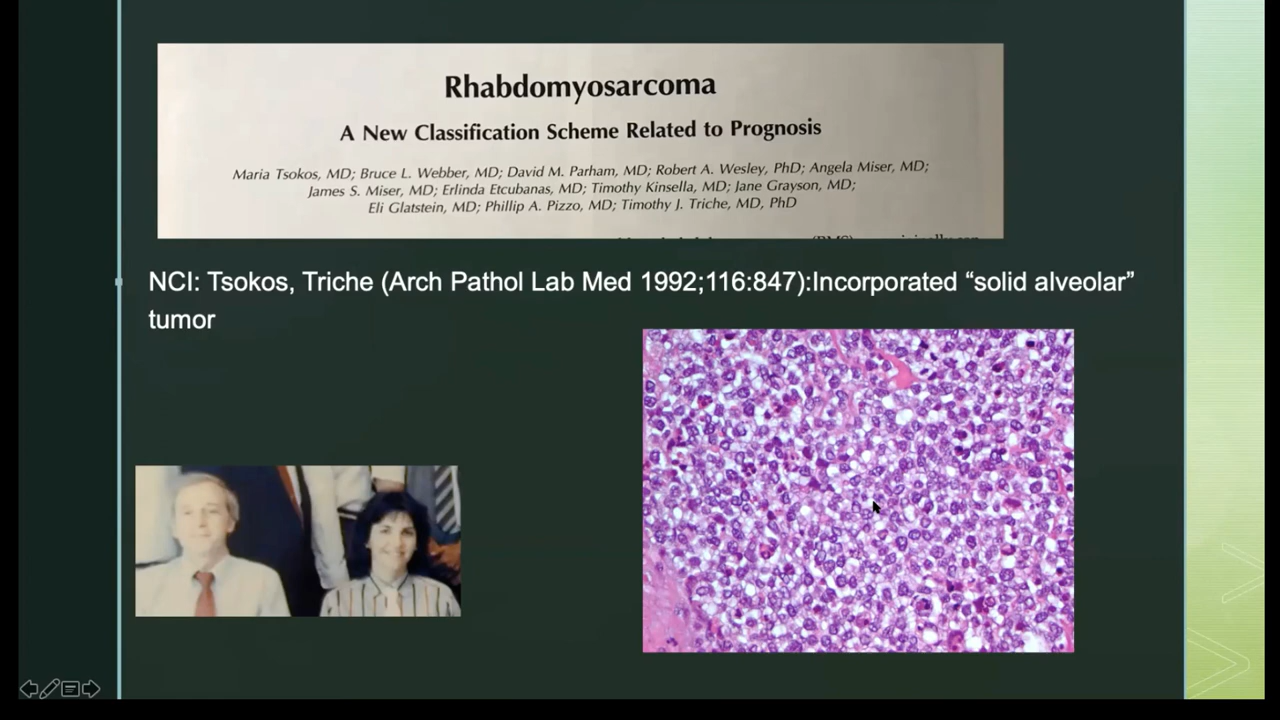 Rhabdomyosarcoma
A New Classification Scheme Related to Prognosis
Maria Tsokos, MD; Bruce L. Webber, MD; David M. Parham, MD; Robert A. Wesley, PhD; Angela Miser, MD;
James S. Miser, MD; Erlinda Etcubanas, MD; Timothy Kinsella, MD; Jane Grayson, MD;
Eli Glatstein, MD; Phillip A. Pizzo, MD; Timothy J. Triche, MD, PhD
NCI: Tsokos, Triche (Arch Pathol Lab Med 1992;116:847):Incorporated “solid alveolar”
tumor